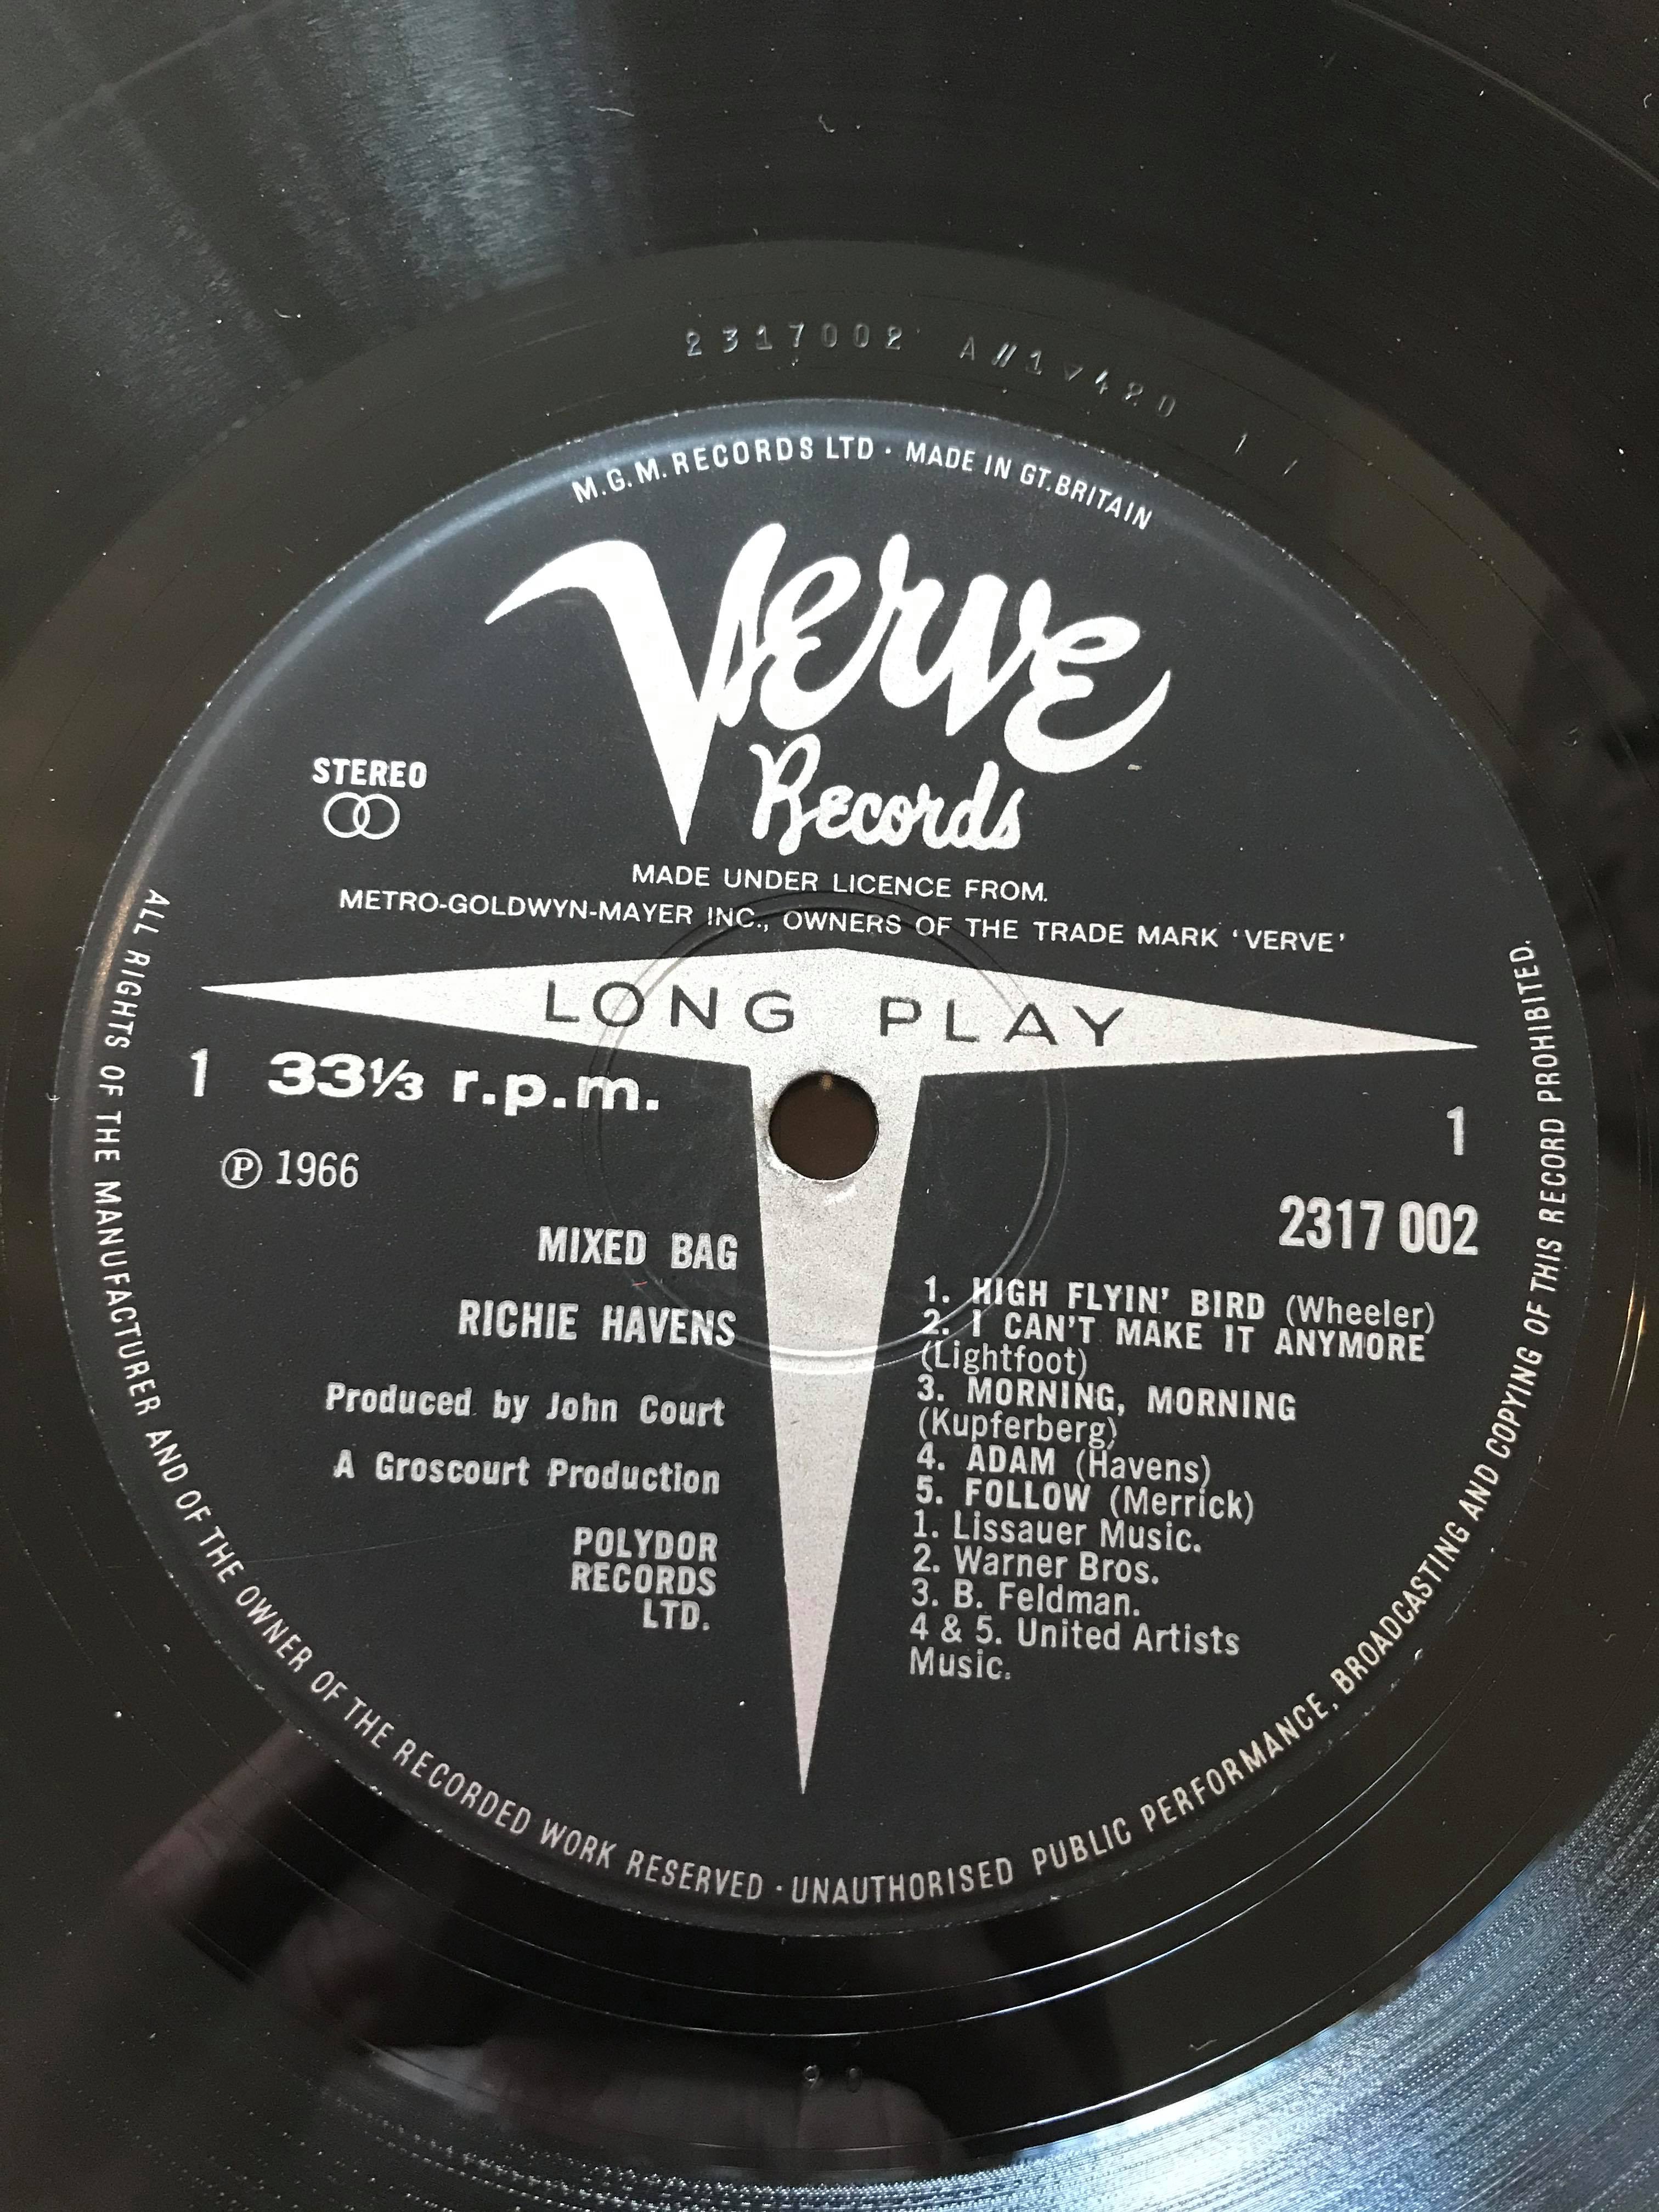 2317002 A//1▽420 1 /
M.G.M. RECORDS LTD · MADE IN GT. BRITAIN
Verve
Records
STEREO
MADE UNDER LICENCE FROM.
METRO-GOLDWYN-MAYER INC., OWNERS OF THE TRADE MARK ‘VERVE’
LONG PLAY
1 33⅓ r.p.m.
1
℗ 1966
2317 002
MIXED BAG
RICHIE HAVENS
Produced by John Court
A Groscourt Production
POLYDOR
RECORDS
LTD.
1. HIGH FLYIN’ BIRD (Wheeler)
2. I CAN’T MAKE IT ANYMORE
(Lightfoot)
3. MORNING, MORNING
(Kupferberg)
4. ADAM (Havens)
5. FOLLOW (Merrick)
1. Lissauer Music.
2. Warner Bros.
3. B. Feldman.
4 & 5. United Artists
Music.
ALL RIGHTS OF THE MANUFACTURER AND OF THE OWNER OF THE RECORDED WORK RESERVED · UNAUTHORISED PUBLIC PERFORMANCE, BROADCASTING AND COPYING OF THIS RECORD PROHIBITED.